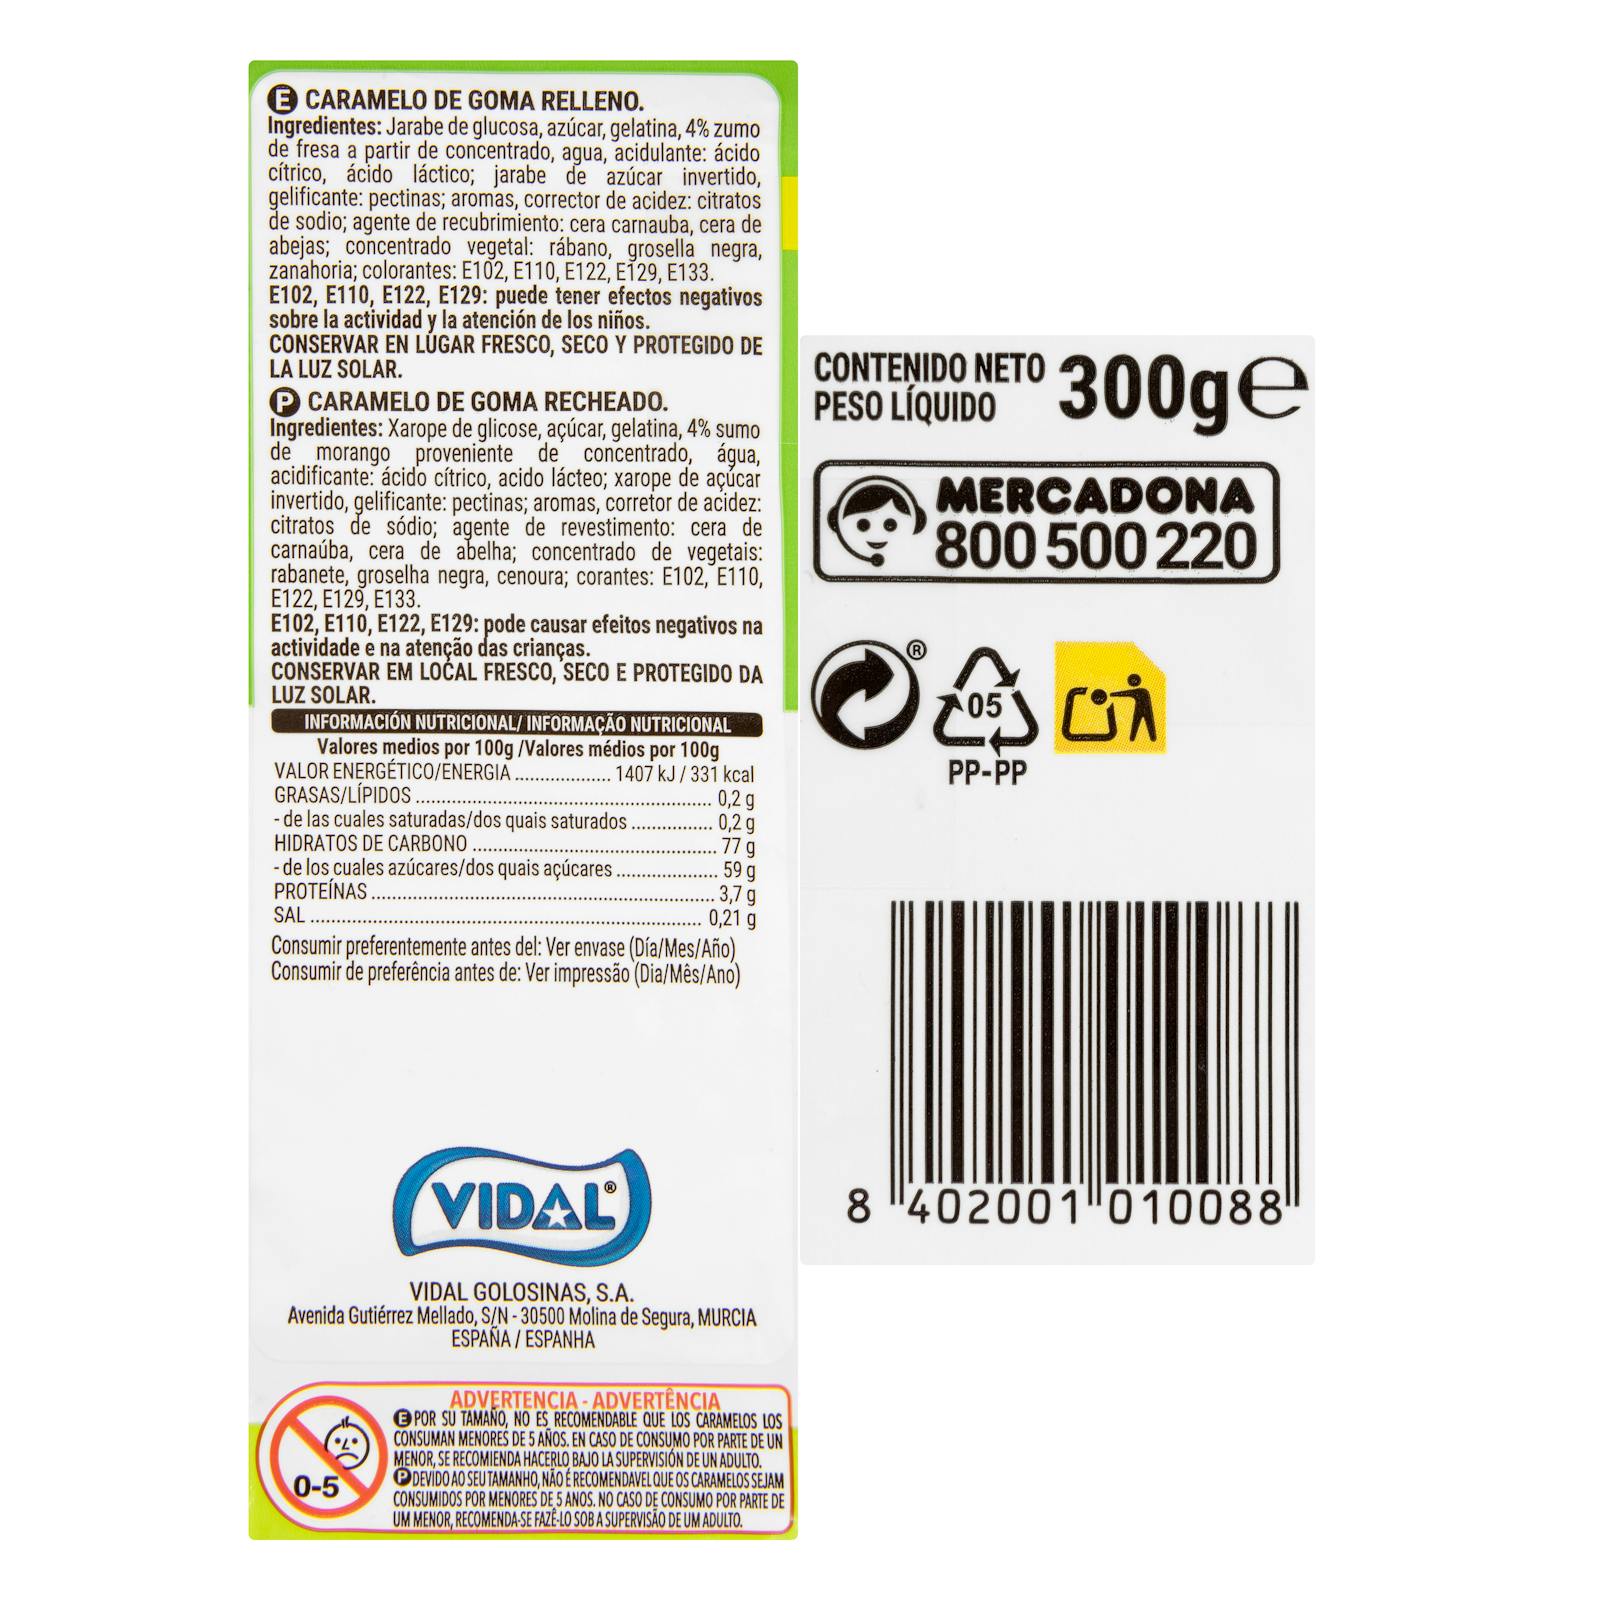 E CARAMELO DE GOMA RELLENO.
Ingredientes: Jarabe de glucosa, azúcar, gelatina, 4% zumo
de fresa a partir de concentrado, agua, acidulante: ácido
cítrico, ácido láctico; jarabe de azúcar invertido,
gelificante: pectinas; aromas, corrector de acidez: citratos
de sodio; agente de recubrimiento: cera carnauba, cera de
abejas; concentrado vegetal: rábano, grosella negra,
zanahoria; colorantes: E102, E110, E122, E129, E133.
E102, E110, E122, E129: puede tener efectos negativos
sobre la actividad y la atención de los niños.
CONSERVAR EN LUGAR FRESCO, SECO Y PROTEGIDO DE
LA LUZ SOLAR.
P CARAMELO DE GOMA RECHEADO.
Ingredientes: Xarope de glicose, açúcar, gelatina, 4% sumo
de morango proveniente de concentrado, água,
acidificante: ácido cítrico, acido lácteo; xarope de açúcar
invertido, gelificante: pectinas; aromas, corretor de acidez:
citratos de sódio; agente de revestimento: cera de
carnaúba, cera de abelha; concentrado de vegetais:
rabanete, groselha negra, cenoura; corantes: E102, E110,
E122, E129, E133.
E102, E110, E122, E129: pode causar efeitos negativos na
actividade e na atenção das crianças.
CONSERVAR EM LOCAL FRESCO, SECO E PROTEGIDO DA
LUZ SOLAR.
INFORMACIÓN NUTRICIONAL/ INFORMAÇÃO NUTRICIONAL
Valores medios por 100g /Valores médios por 100g
VALOR ENERGÉTICO/ENERGIA ................... 1407 kJ / 331 kcal
GRASAS/LÍPIDOS ............................................................ 0,2 g
- de las cuales saturadas/dos quais saturados ................ 0,2 g
HIDRATOS DE CARBONO ................................................. 77 g
- de los cuales azúcares/dos quais açúcares .................... 59 g
PROTEÍNAS ..................................................................... 3,7 g
SAL ............................................................................... 0,21 g
Consumir preferentemente antes del: Ver envase (Día/Mes/Año)
Consumir de preferência antes de: Ver impressão (Dia/Mês/Ano)
VIDAL®
VIDAL GOLOSINAS, S.A.
Avenida Gutiérrez Mellado, S/N - 30500 Molina de Segura, MURCIA
ESPAÑA / ESPANHA
ADVERTENCIA - ADVERTÊNCIA
E POR SU TAMAÑO, NO ES RECOMENDABLE QUE LOS CARAMELOS LOS
CONSUMAN MENORES DE 5 AÑOS. EN CASO DE CONSUMO POR PARTE DE UN
MENOR, SE RECOMIENDA HACERLO BAJO LA SUPERVISIÓN DE UN ADULTO.
P DEVIDO AO SEU TAMANHO, NÃO É RECOMENDAVEL QUE OS CARAMELOS SEJAM
CONSUMIDOS POR MENORES DE 5 ANOS. NO CASO DE CONSUMO POR PARTE DE
UM MENOR, RECOMENDA-SE FAZÊ-LO SOB A SUPERVISÃO DE UM ADULTO.
0-5
CONTENIDO NETO
PESO LÍQUIDO
300g e
MERCADONA
800 500 220
®
05
PP-PP
8 402001 010088